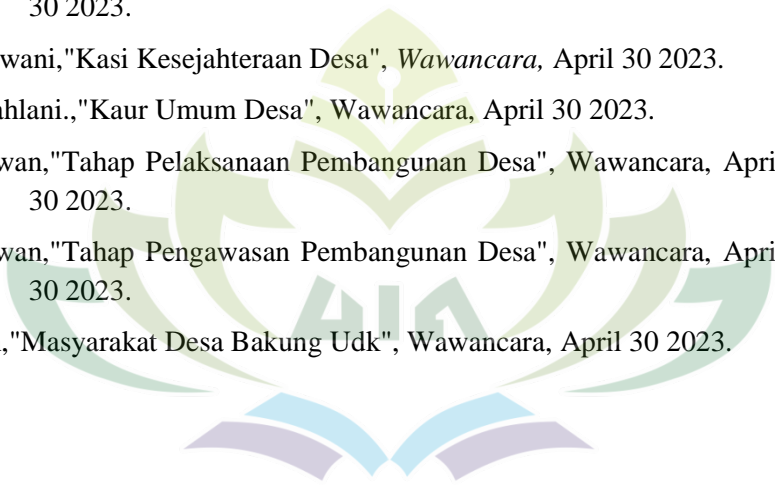 30 2023.
wani,"Kasi Kesejahteraan Desa", Wawancara, April 30 2023.
ahlani.,"Kaur Umum Desa", Wawancara, April 30 2023.
wan,"Tahap Pelaksanaan Pembangunan Desa", Wawancara, Apri
30 2023.
wan,"Tahap Pengawasan Pembangunan Desa", Wawancara, Apri
30 2023.
,"Masyarakat Desa Bakung Udk", Wawancara, April 30 2023.